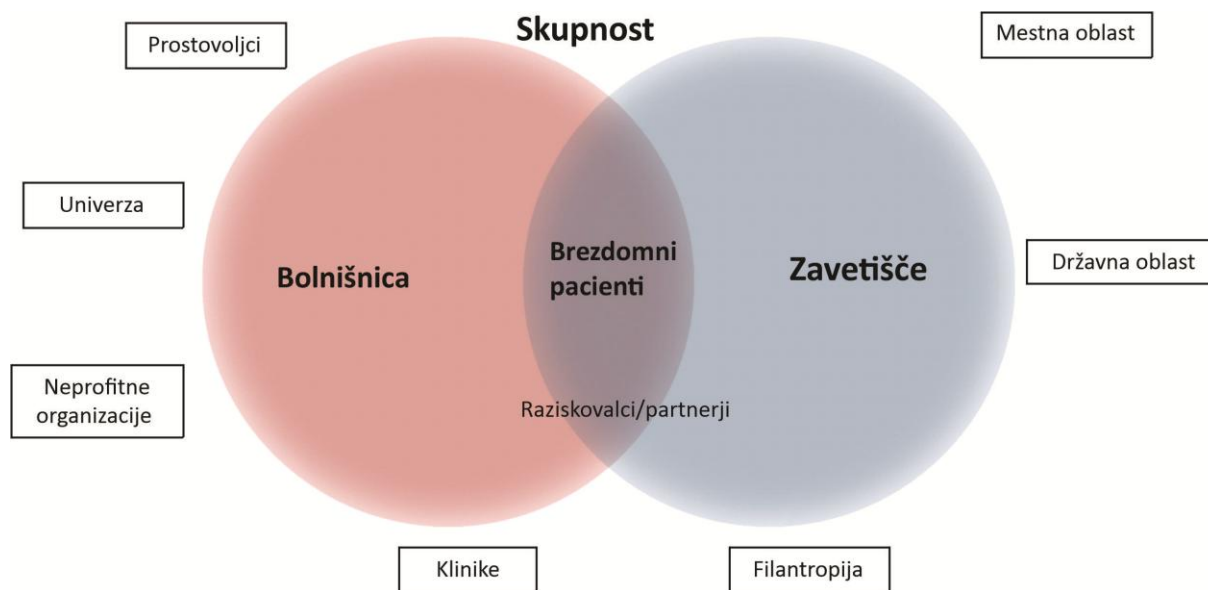 Skupnost
Prostovoljci
Mestna oblast
Univerza
Bolnišnica
Brezdomni
pacienti
Zavetišče
Državna oblast
Neprofitne
organizacije
Raziskovalci/partnerji
Klinike
Filantropija